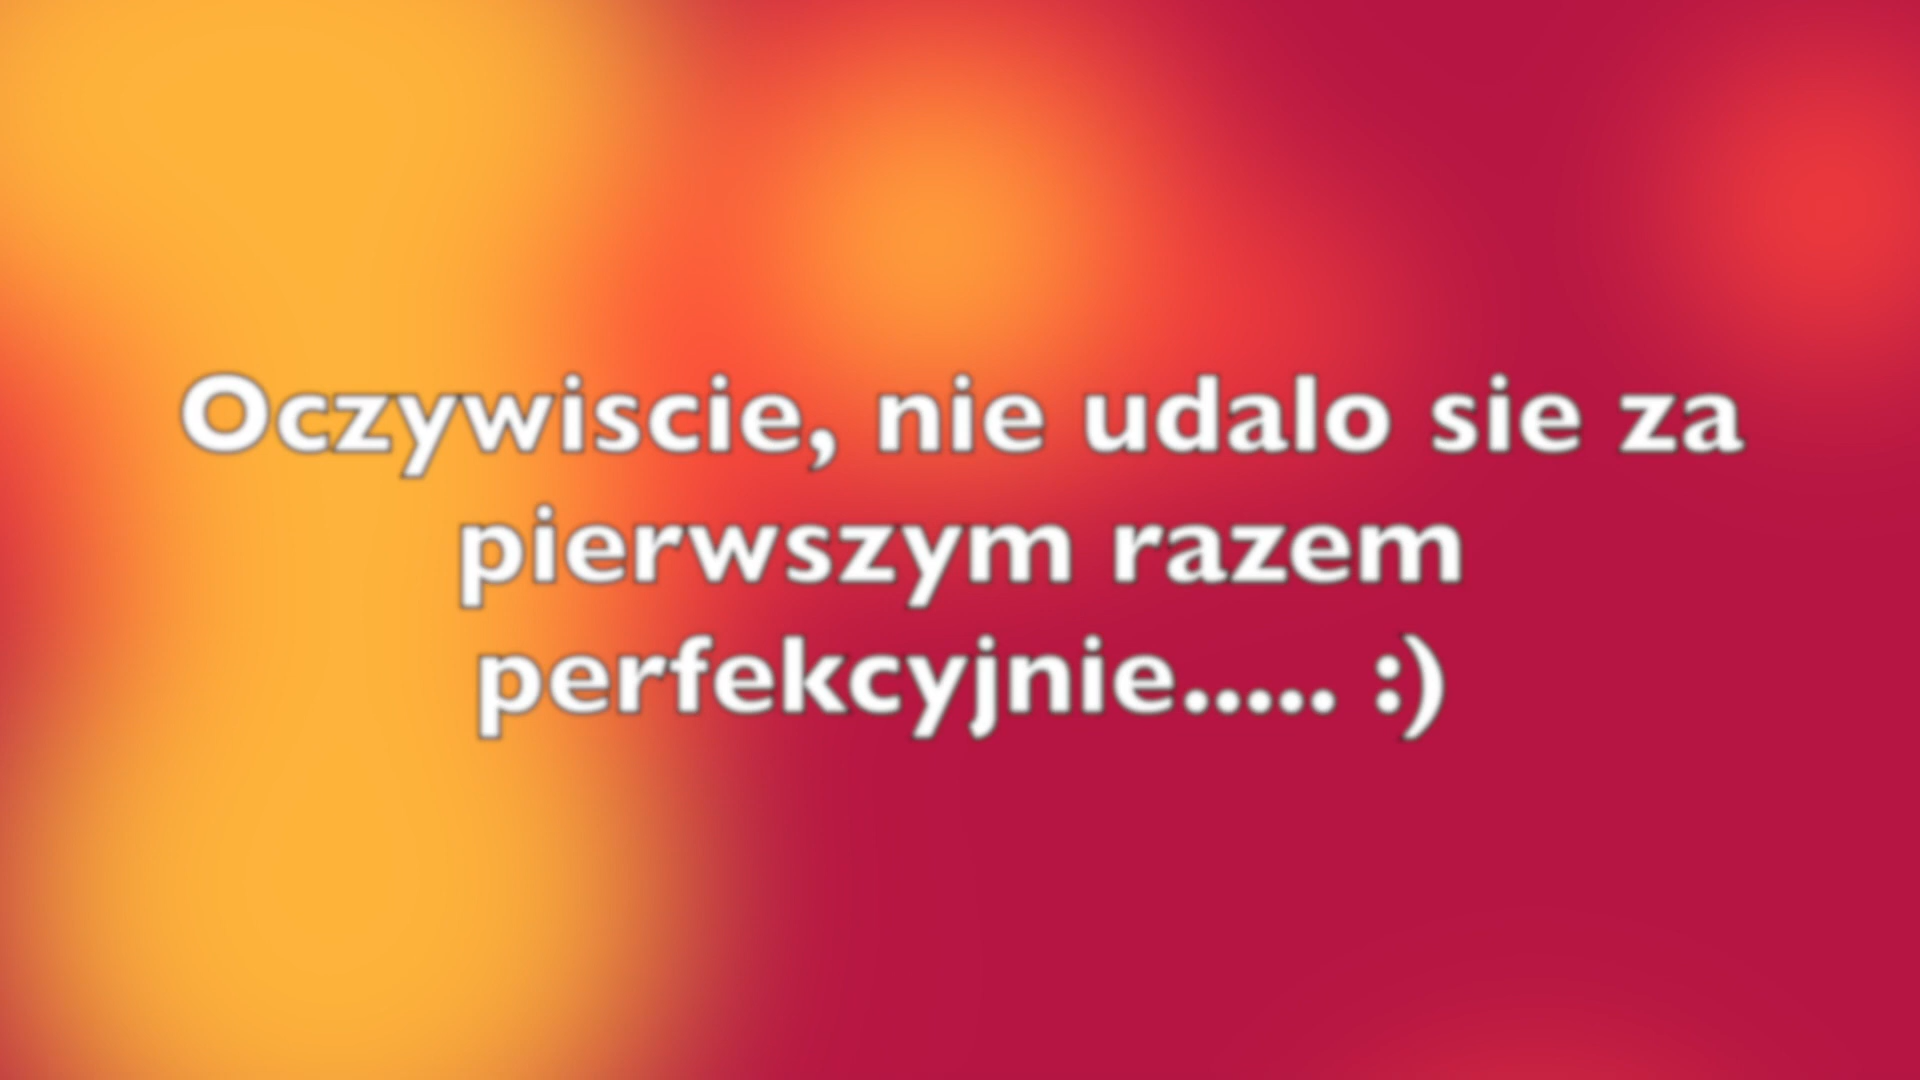 Oczywiscie, nie udalo sie za
pierwszym razem
perfekcyjnie..... :)